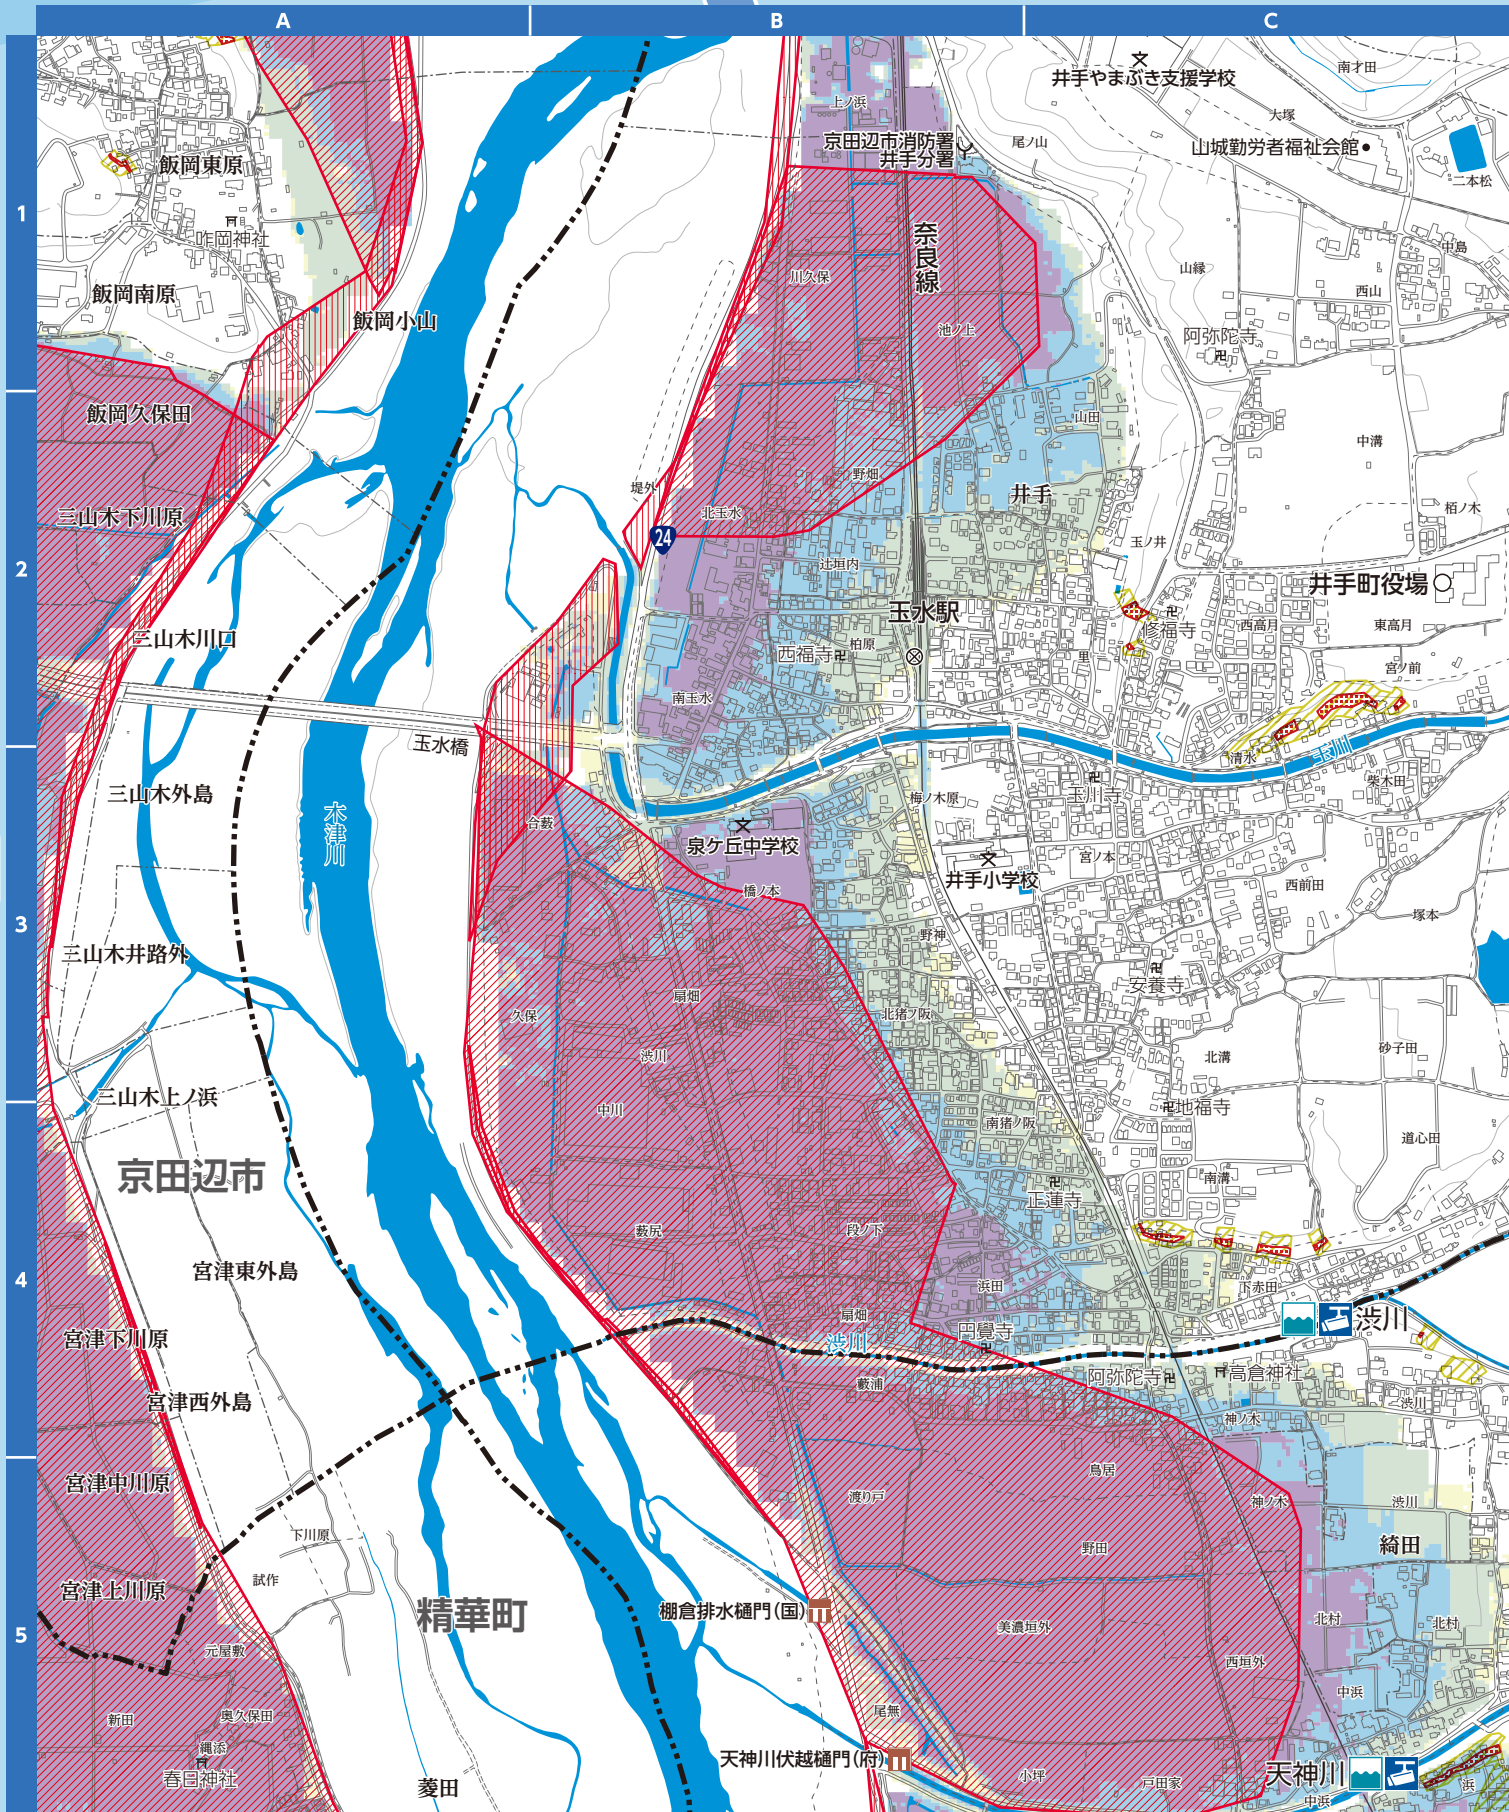 A
B
C
1
2
3
4
5
井手やまぶき支援学校
南才田
上ノ浜
大塚
京田辺市消防署
井手分署
尾ノ山
山城勤労者福祉会館
二本松
飯岡東原
咋岡神社
奈良線
中島
山縁
川久保
西山
飯岡南原
飯岡小山
池ノ上
阿弥陀寺
飯岡久保田
山田
中溝
野畑
堤外
井手
北玉水
栢ノ木
三山木下川原
24
玉ノ井
辻垣内
井手町役場
玉水駅
修福寺
西高月
東高月
三山木川口
柏原
西福寺
里
宮ノ前
南玉水
玉水橋
清水
玉川
柴木田
三山木外島
玉川寺
梅ノ木原
木津川
合薮
泉ケ丘中学校
井手小学校
宮ノ本
西前田
橋ノ本
塚本
野神
三山木井路外
安養寺
扇畑
久保
北猪ノ阪
渋川
北溝
砂子田
三山木上ノ浜
中川
地福寺
南猪ノ阪
道心田
京田辺市
南溝
正蓮寺
薮尻
段ノ下
宮津東外島
浜田
下赤田
扇畑
渋川
宮津下川原
円覺寺
渋川
阿弥陀寺
高倉神社
藪浦
宮津西外島
渋川
神ノ木
鳥居
宮津中川原
渡り戸
神ノ木
渋川
下川原
綺田
野田
試作
宮津上川原
棚倉排水樋門(国)
精華町
美濃垣外
北村
北村
元屋敷
西垣外
中浜
新田
奥久保田
尾無
縄添
天神川伏越樋門(府)
春日神社
小坪
戸田家
天神川
浜
菱田
中浜